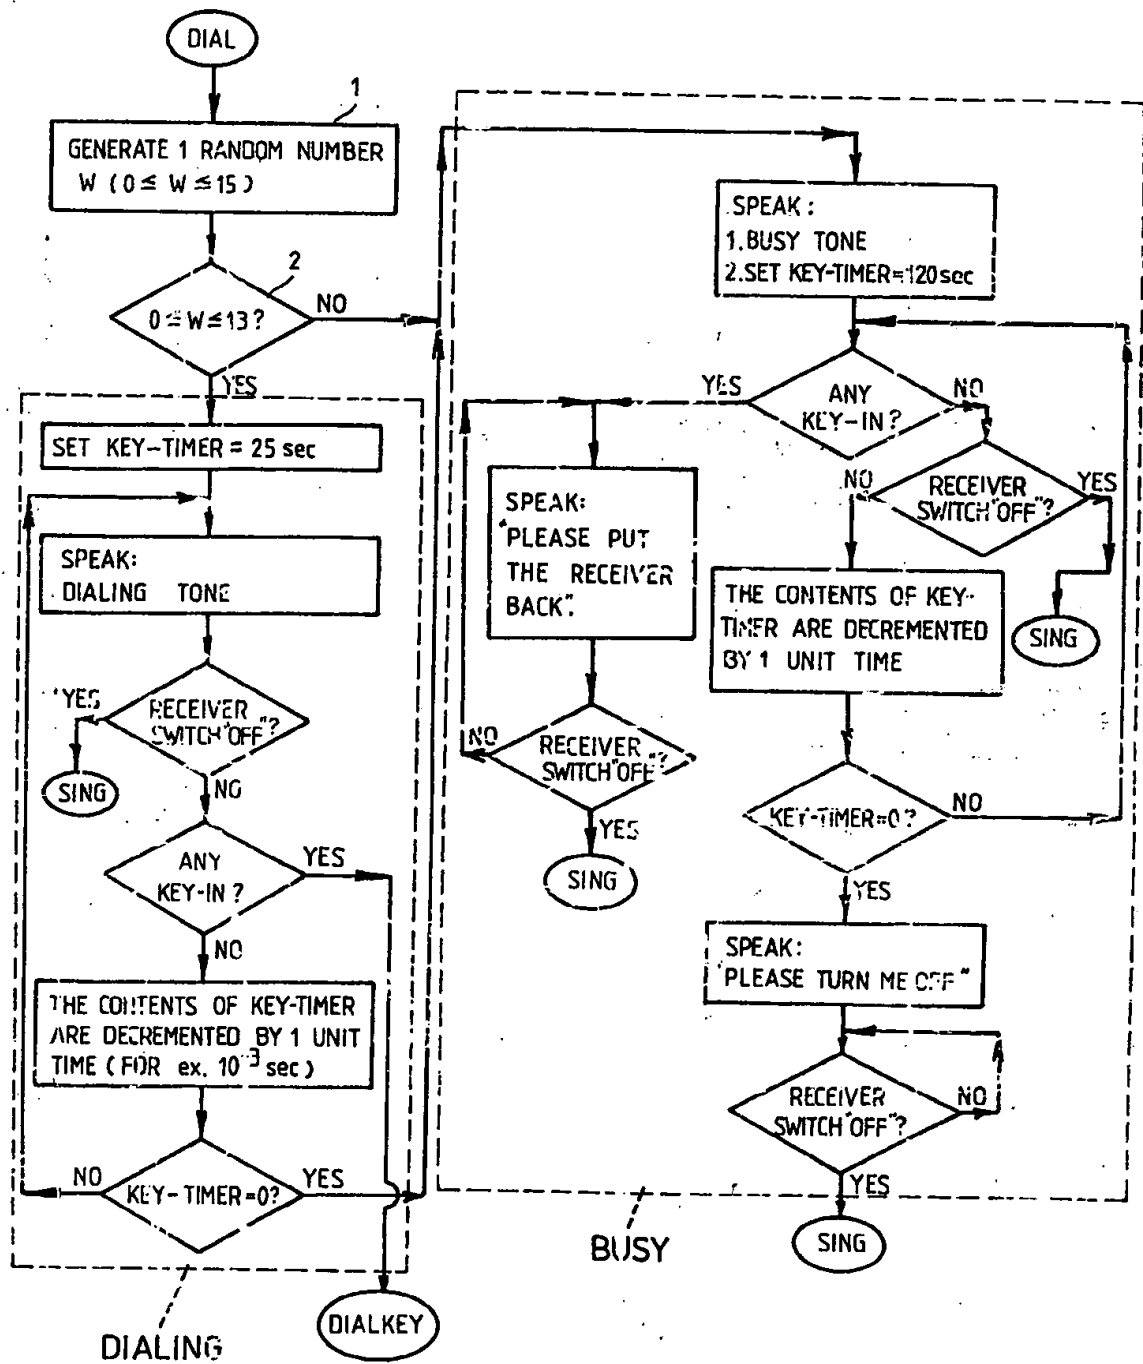 DIAL
1
GENERATE 1 RANDOM NUMBER
W (0 ≤ W ≤ 15)
2
0 ≤ W ≤ 13?
NO
YES
SET KEY-TIMER = 25 sec
SPEAK:
DIALING TONE
RECEIVER
SWITCH "OFF"?
YES
SING
NO
ANY
KEY-IN?
YES
NO
THE CONTENTS OF KEY-TIMER
ARE DECREMENTED BY 1 UNIT
TIME (FOR ex. 10⁻³ sec)
KEY-TIMER=0?
NO
YES
DIALING
DIALKEY
SPEAK:
1. BUSY TONE
2. SET KEY-TIMER=120sec
ANY
KEY-IN?
YES
NO
RECEIVER
SWITCH "OFF"?
NO
YES
SING
SPEAK:
"PLEASE PUT
THE RECEIVER
BACK".
RECEIVER
SWITCH "OFF"?
NO
YES
SING
THE CONTENTS OF KEY-
TIMER ARE DECREMENTED
BY 1 UNIT TIME
KEY-TIMER=0?
NO
YES
SPEAK:
"PLEASE TURN ME OFF"
RECEIVER
SWITCH "OFF"?
NO
YES
SING
BUSY